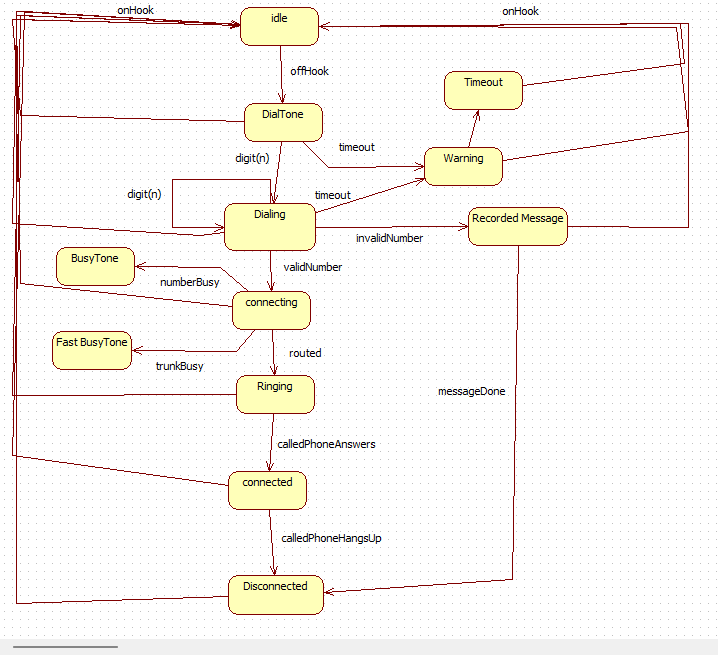 onHook
idle
onHook
offHook
Timeout
DialTone
timeout
digit(n)
Warning
digit(n)
timeout
Dialing
Recorded Message
invalidNumber
BusyTone
validNumber
numberBusy
connecting
Fast BusyTone
routed
trunkBusy
Ringing
messageDone
calledPhoneAnswers
connected
calledPhoneHangsUp
Disconnected